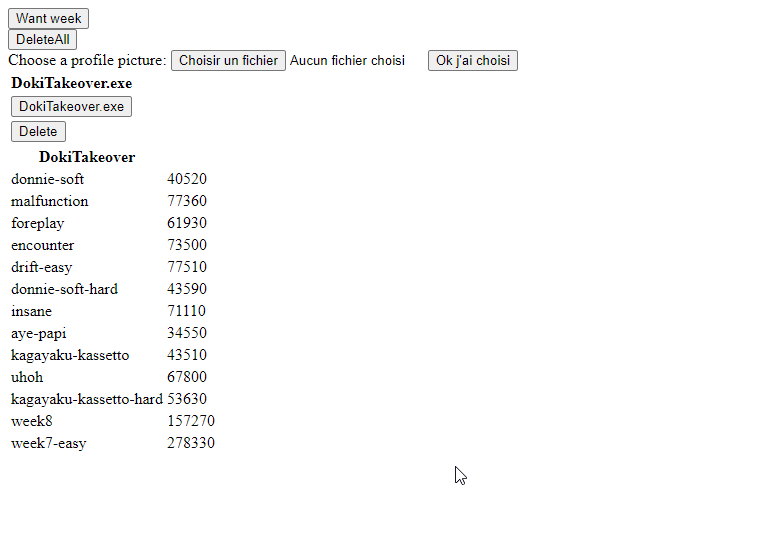 Want week
DeleteAll
Choose a profile picture: Choisir un fichier Aucun fichier choisi Ok j'ai choisi
DokiTakeover.exe
DokiTakeover.exe
Delete
DokiTakeover
donnie-soft 40520
malfunction 77360
foreplay 61930
encounter 73500
drift-easy 77510
donnie-soft-hard 43590
insane 71110
aye-papi 34550
kagayaku-kassetto 43510
uhoh 67800
kagayaku-kassetto-hard 53630
week8 157270
week7-easy 278330